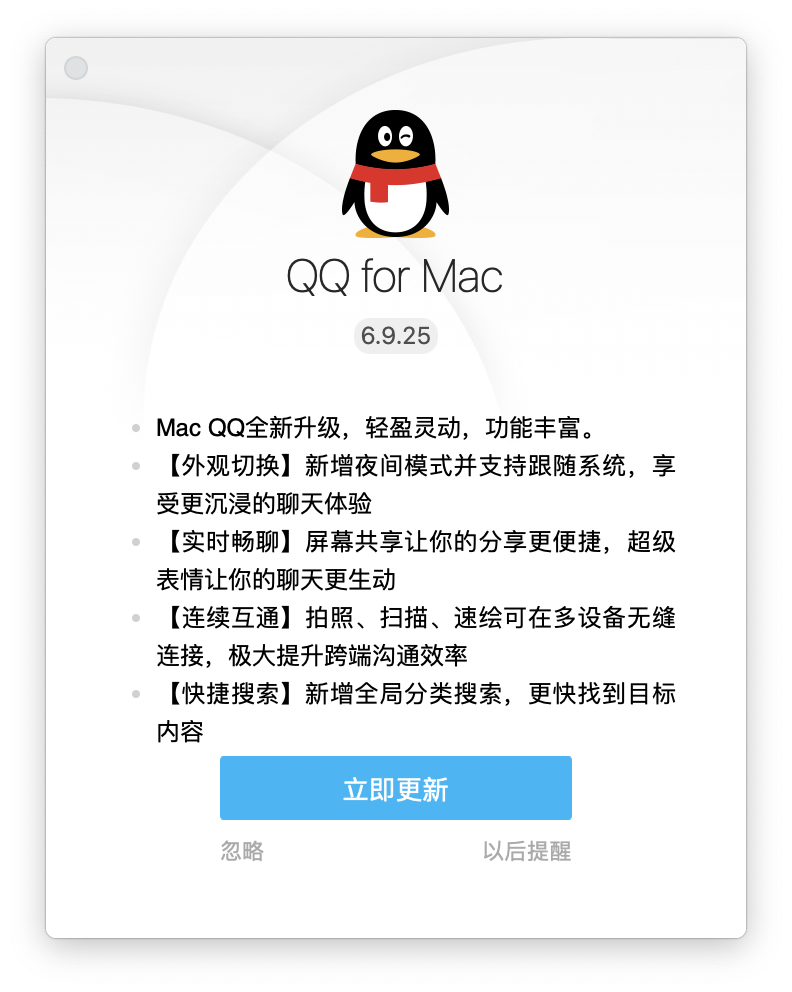 QQ for Mac
6.9.25
Mac QQ全新升级，轻盈灵动，功能丰富。
【外观切换】新增夜间模式并支持跟随系统，享
受更沉浸的聊天体验
【实时畅聊】屏幕共享让你的分享更便捷，超级
表情让你的聊天更生动
【连续互通】拍照、扫描、速绘可在多设备无缝
连接，极大提升跨端沟通效率
【快捷搜索】新增全局分类搜索，更快找到目标
内容
立即更新
忽略 以后提醒